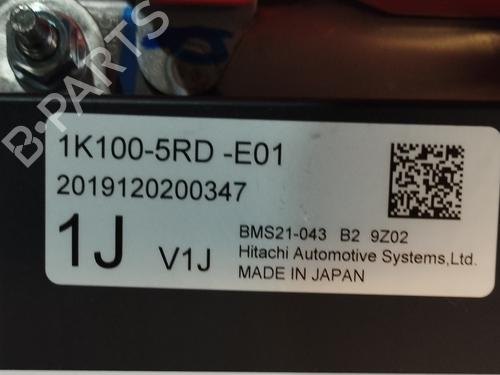 B-PARTS
1K100-5RD -E01
2019120200347
1J V1J
BMS21-043 B2 9Z02
Hitachi Automotive Systems,Ltd.
MADE IN JAPAN